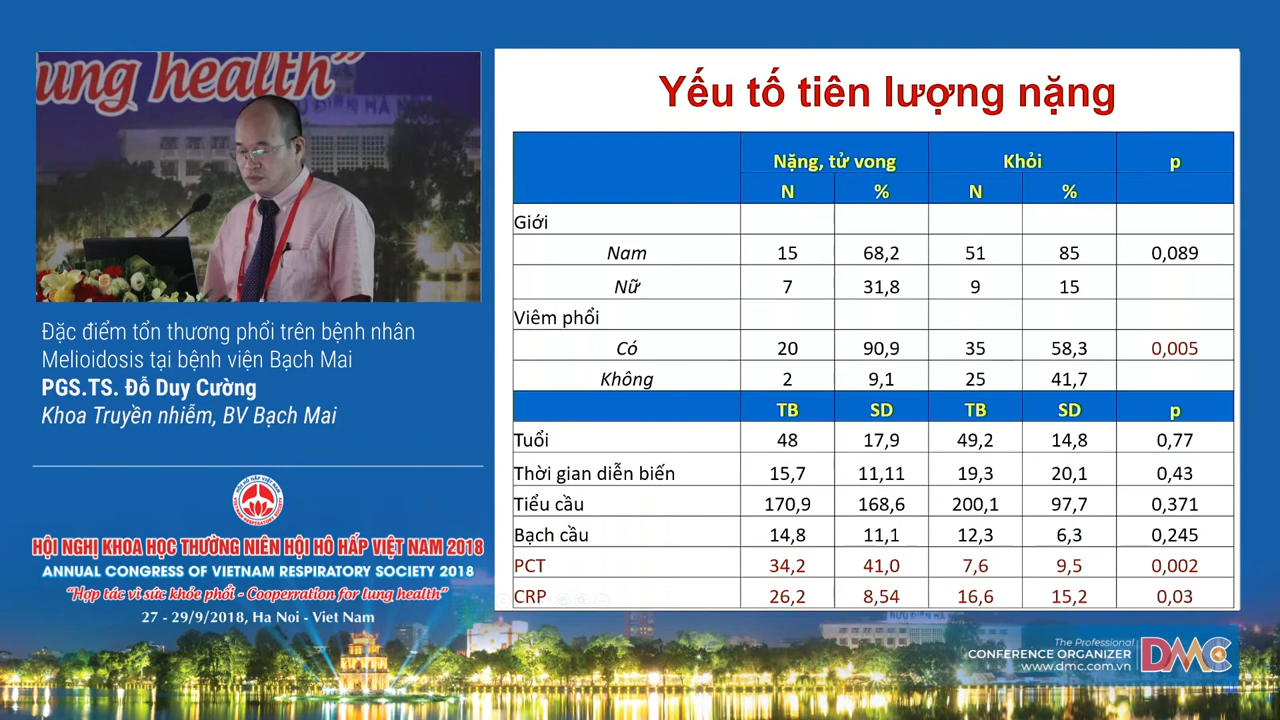 lung health”
BƯU ĐIỆN HÀ NỘI
Đặc điểm tổn thương phổi trên bệnh nhân
Melioidosis tại bệnh viện Bạch Mai
PGS.TS. Đỗ Duy Cường
Khoa Truyền nhiễm, BV Bạch Mai
HỘI NGHỊ KHOA HỌC THƯỜNG NIÊN HỘI HÔ HẤP VIỆT NAM 2018
ANNUAL CONGRESS OF VIETNAM RESPIRATORY SOCIETY 2018
“Hợp tác vì sức khỏe phổi - Cooperration for lung health”
27 - 29/9/2018, Ha Noi - Viet Nam
Yếu tố tiên lượng nặng
Nặng, tử vong Khỏi p
N % N %
Giới
Nam 15 68,2 51 85 0,089
Nữ 7 31,8 9 15
Viêm phổi
Có 20 90,9 35 58,3 0,005
Không 2 9,1 25 41,7
TB SD TB SD p
Tuổi 48 17,9 49,2 14,8 0,77
Thời gian diễn biến 15,7 11,11 19,3 20,1 0,43
Tiểu cầu 170,9 168,6 200,1 97,7 0,371
Bạch cầu 14,8 11,1 12,3 6,3 0,245
PCT 34,2 41,0 7,6 9,5 0,002
CRP 26,2 8,54 16,6 15,2 0,03
The Professional
CONFERENCE ORGANIZER
www.dmc.com.vn
DMC